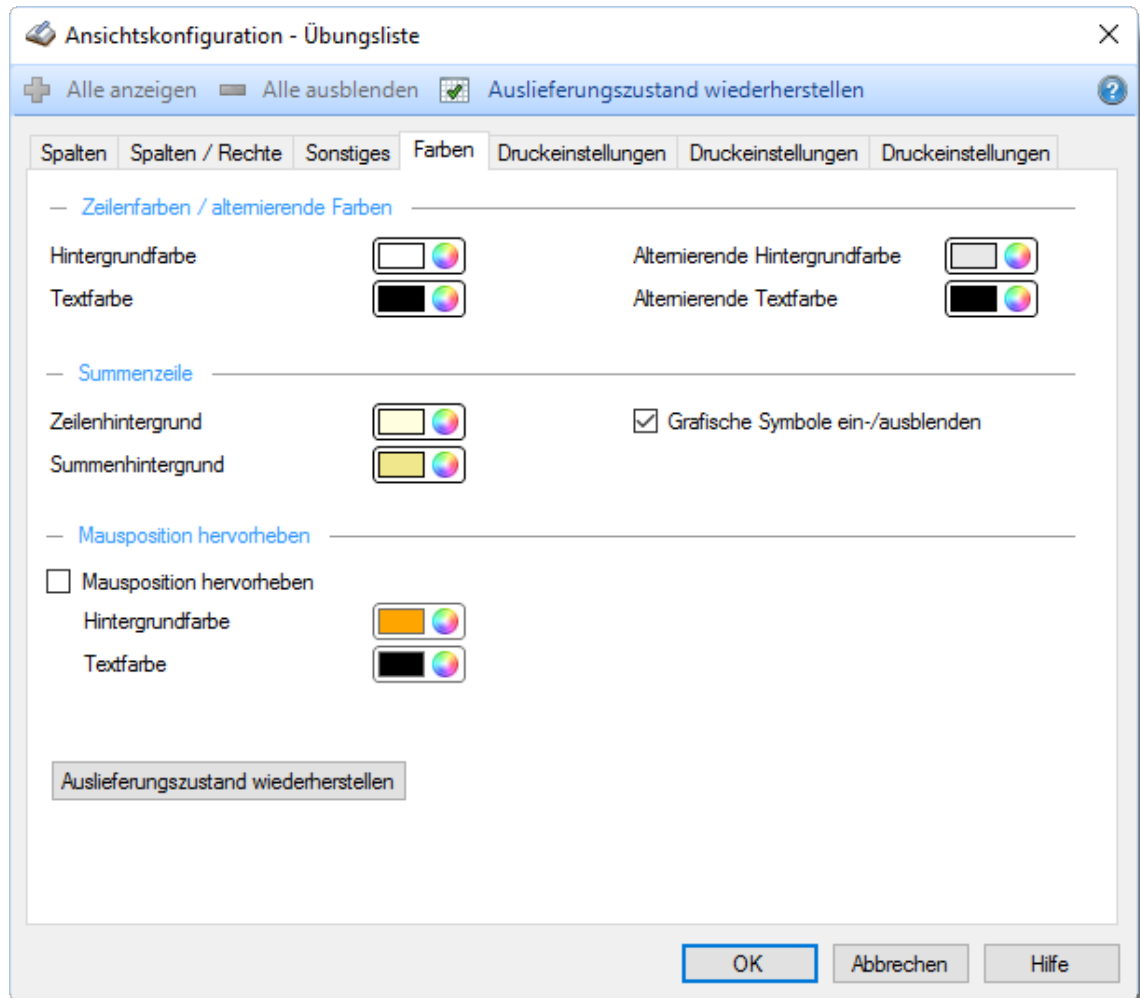 Ansichtskonfiguration - Übungsliste
Alle anzeigen Alle ausblenden Auslieferungszustand wiederherstellen ?
Spalten Spalten / Rechte Sonstiges Farben Druckeinstellungen Druckeinstellungen Druckeinstellungen
Zeilenfarben / alternierende Farben
Hintergrundfarbe Alternierende Hintergrundfarbe
Textfarbe Alternierende Textfarbe
Summenzeile
Zeilenhintergrund Grafische Symbole ein-/ausblenden
Summenhintergrund
Mausposition hervorheben
Mausposition hervorheben
Hintergrundfarbe
Textfarbe
Auslieferungszustand wiederherstellen
OK Abbrechen Hilfe